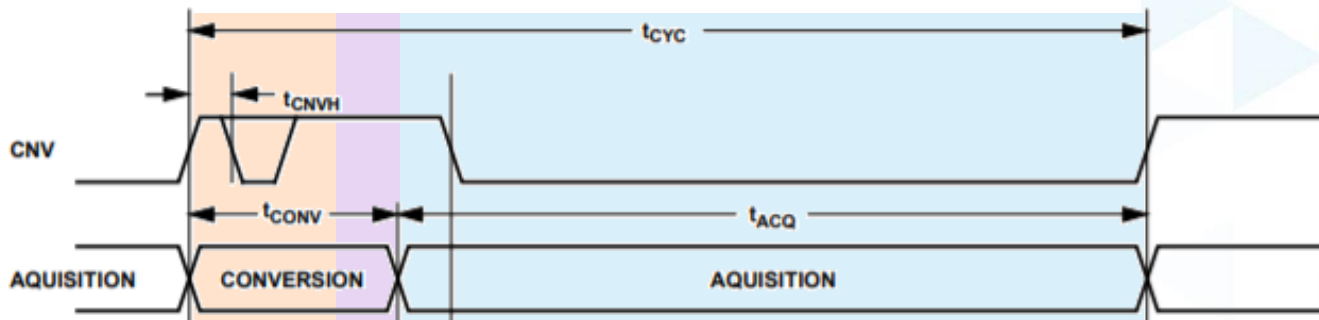 tCYC
tCNVH
CNV
tCONV
tACQ
AQUISITION
CONVERSION
AQUISITION